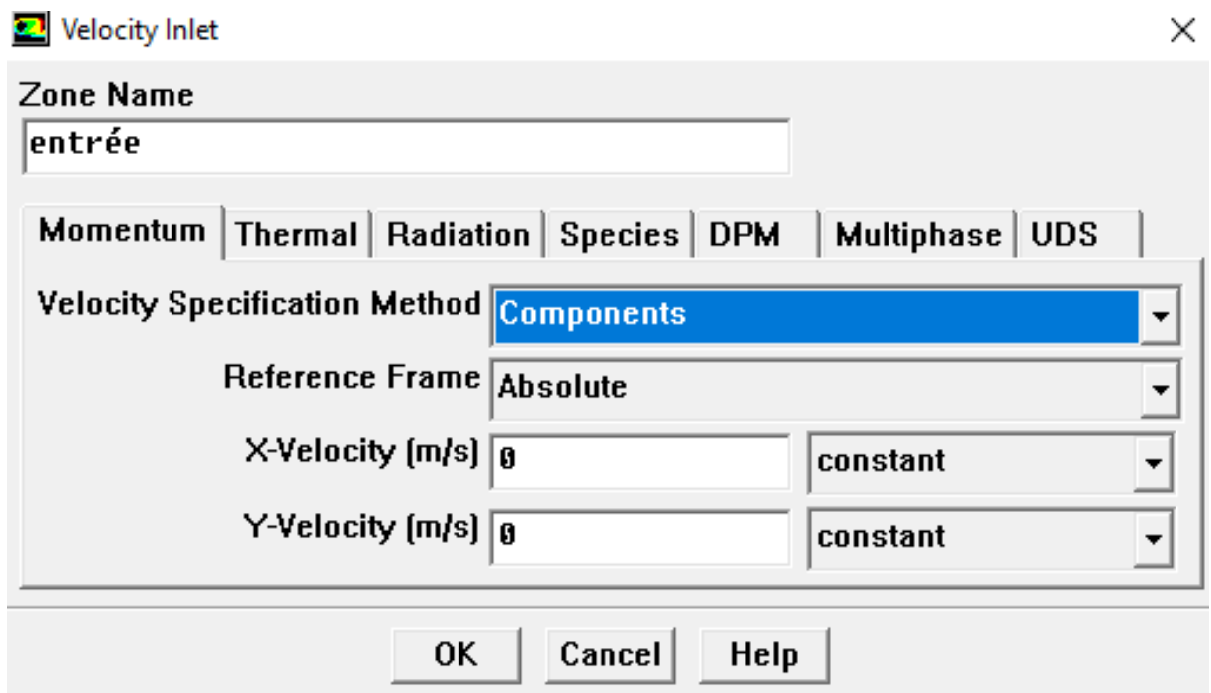 Velocity Inlet
Zone Name
entrée
Momentum Thermal Radiation Species DPM Multiphase UDS
Velocity Specification Method Components
Reference Frame Absolute
X-Velocity (m/s) 0 constant
Y-Velocity (m/s) 0 constant
OK Cancel Help